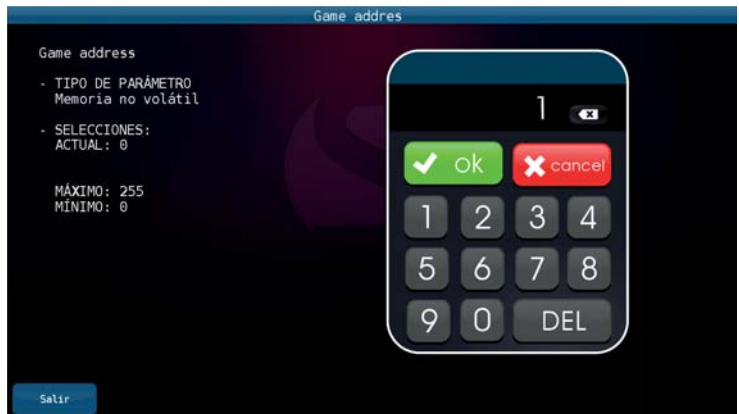 Game addres
Game address
- TIPO DE PARÁMETRO
Memoria no volátil
- SELECCIONES:
ACTUAL: 0
MÁXIMO: 255
MÍNIMO: 0
1
ok cancel
1 2 3 4
5 6 7 8
9 0 DEL
Salir